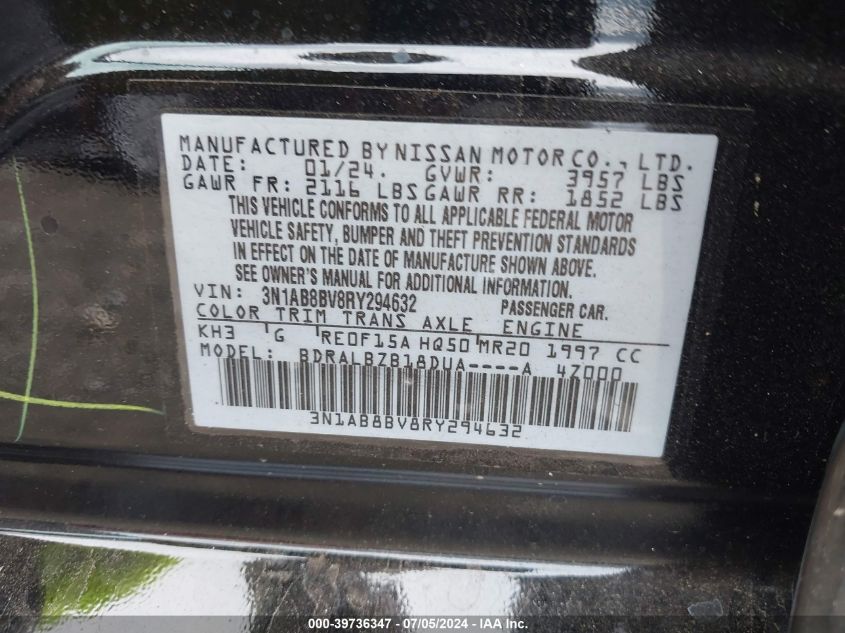 MANUFACTURED BY NISSAN MOTOR CO., LTD.
DATE: 01/24. GVWR: 3957 LBS
GAWR FR: 2116 LBS GAWR RR: 1852 LBS
THIS VEHICLE CONFORMS TO ALL APPLICABLE FEDERAL MOTOR
VEHICLE SAFETY, BUMPER AND THEFT PREVENTION STANDARDS
IN EFFECT ON THE DATE OF MANUFACTURE SHOWN ABOVE.
SEE OWNER'S MANUAL FOR ADDITIONAL INFORMATION.
VIN: 3N1AB8BV8RY294632 PASSENGER CAR.
COLOR TRIM TRANS AXLE ENGINE
KH3 G RE0F15A HQ50 MR20 1997 CC
MODEL: BDRALBZB18DUA----A 4Z000
3N1AB8BV8RY294632
000-39736347 - 07/05/2024 - IAA Inc.